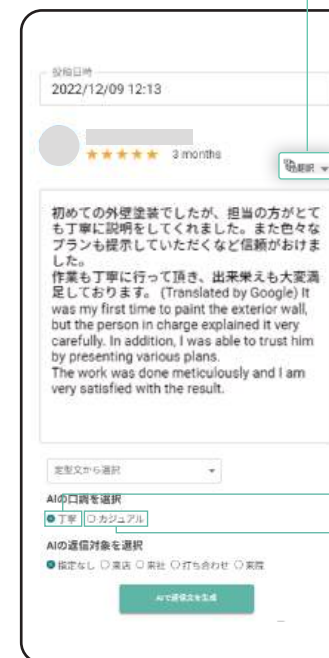 投稿日時
2022/12/09 12:13
3 months
翻訳
初めての外壁塗装でしたが、担当の方がとて
も丁寧に説明をしてくれました。また色々な
プランも提示していただくなど信頼がおけま
した。
作業も丁寧に行って頂き、出来栄えも大変満
足しております。 (Translated by Google) It
was my first time to paint the exterior wall,
but the person in charge explained it very
carefully. In addition, I was able to trust him
by presenting various plans.
The work was done meticulously and I am
very satisfied with the result.
定型文から選択
AIの口調を選択
丁寧 カジュアル
AIの返信対象を選択
指定なし 来店 来社 打ち合わせ 来院
AIで返信文を生成